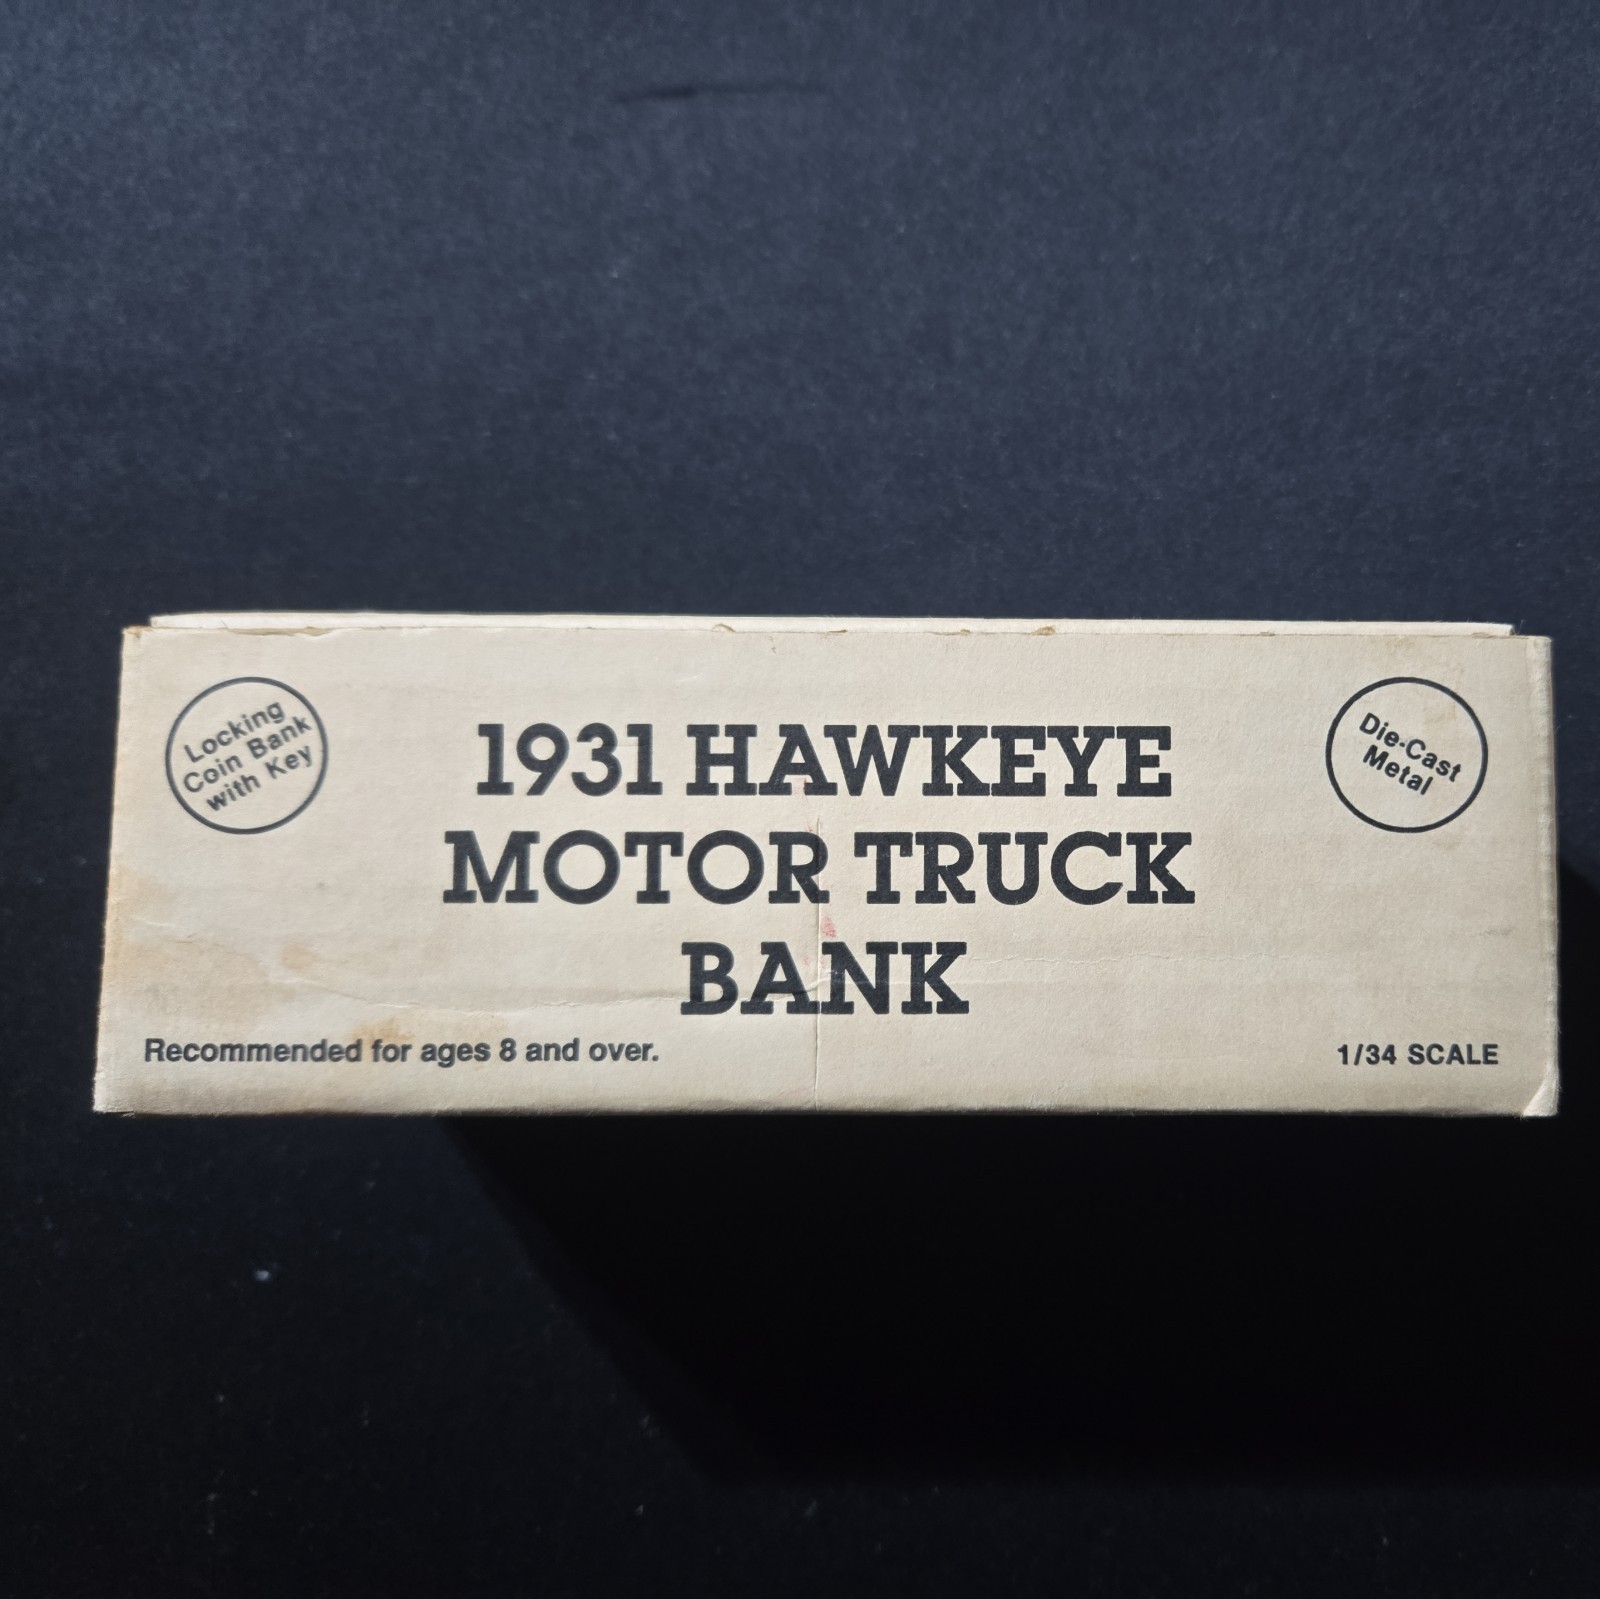 Locking
Coin Bank
with Key
1931 HAWKEYE
MOTOR TRUCK
BANK
Die-Cast
Metal
Recommended for ages 8 and over.
1/34 SCALE